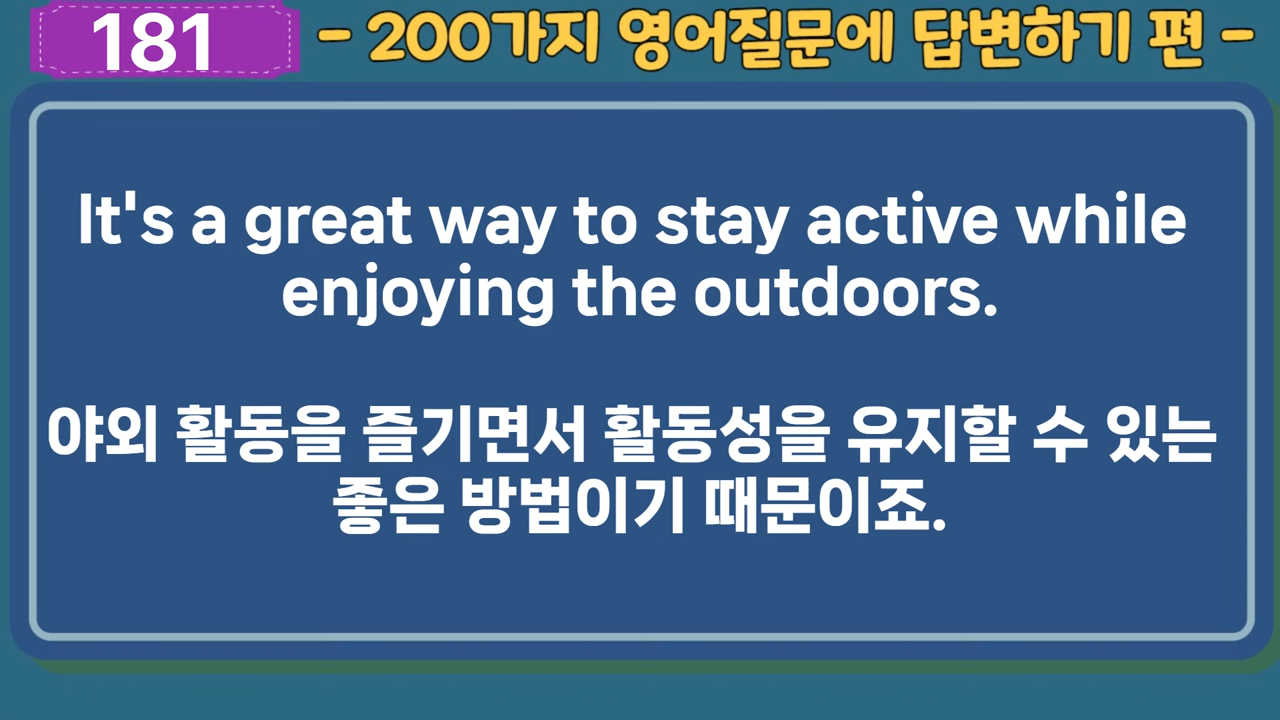 181
- 200가지 영어질문에 답변하기 편 -
It's a great way to stay active while
enjoying the outdoors.
야외 활동을 즐기면서 활동성을 유지할 수 있는
좋은 방법이기 때문이죠.